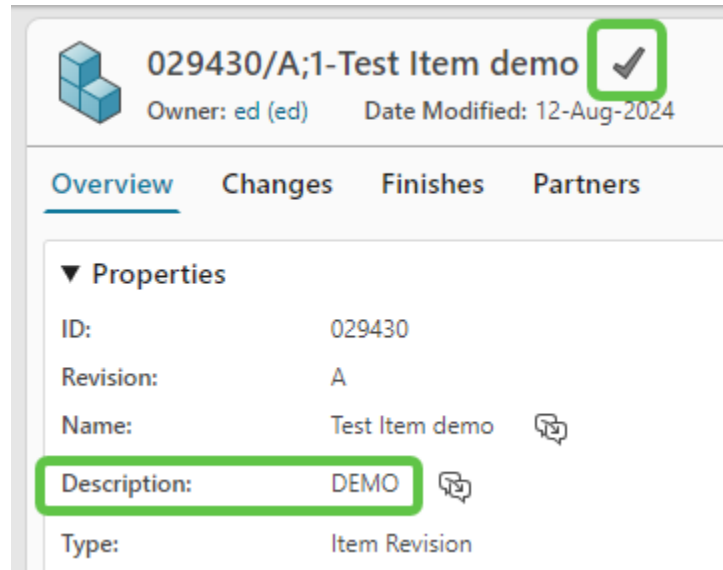 029430/A;1-Test Item demo
Owner: ed (ed) Date Modified: 12-Aug-2024
Overview Changes Finishes Partners
Properties
ID: 029430
Revision: A
Name: Test Item demo
Description: DEMO
Type: Item Revision